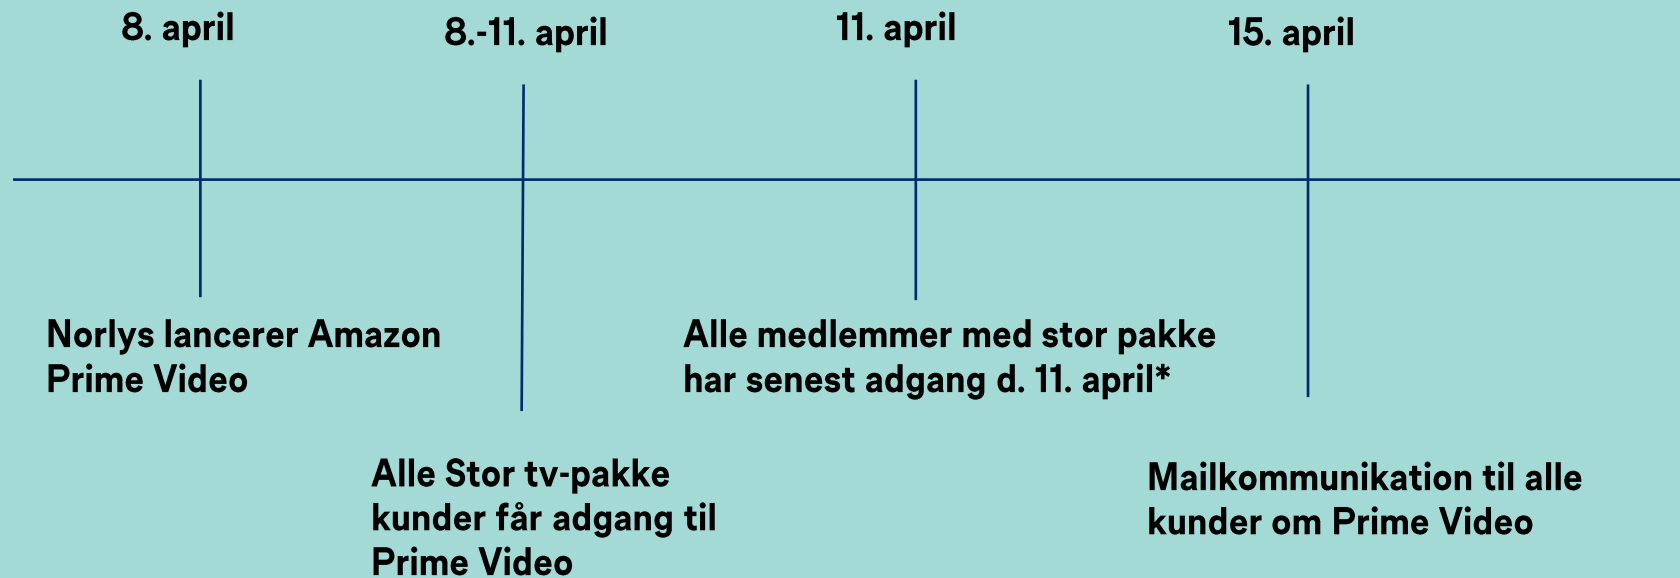 8. april
8.-11. april
11. april
15. april
Norlys lancerer Amazon
Prime Video
Alle Stor tv-pakke
kunder får adgang til
Prime Video
Alle medlemmer med stor pakke
har senest adgang d. 11. april*
Mailkommunikation til alle
kunder om Prime Video